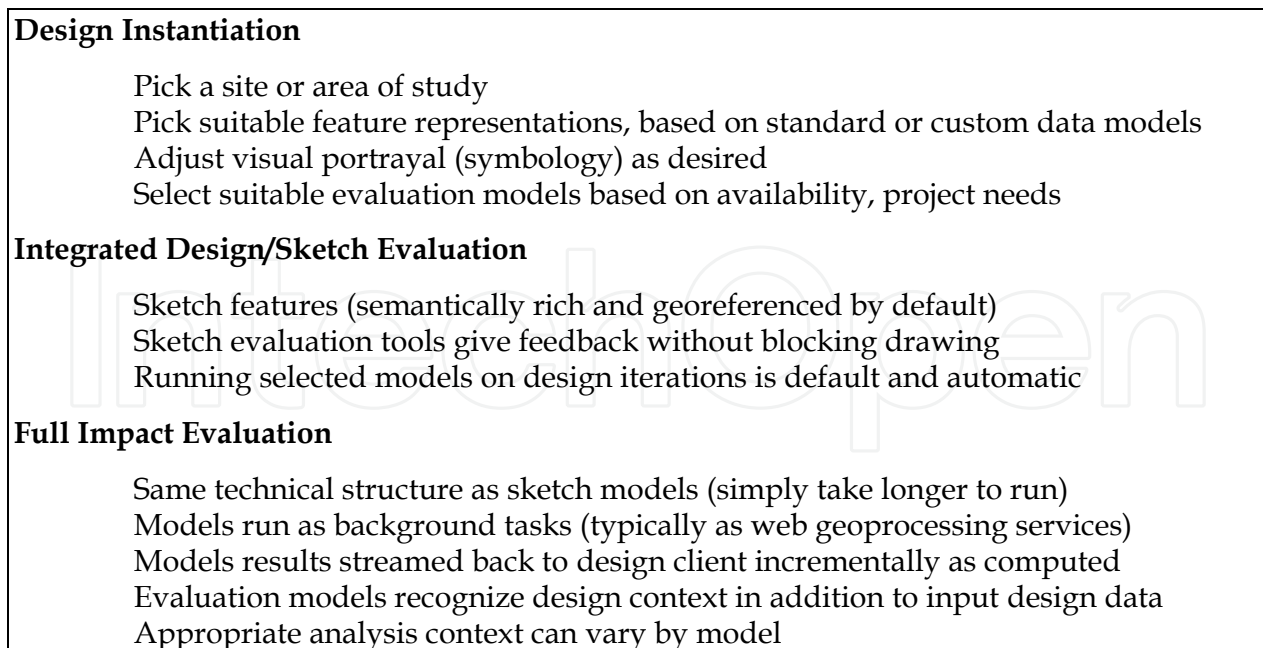 Design Instantiation
Pick a site or area of study
Pick suitable feature representations, based on standard or custom data models
Adjust visual portrayal (symbology) as desired
Select suitable evaluation models based on availability, project needs
Integrated Design/Sketch Evaluation
Sketch features (semantically rich and georeferenced by default)
Sketch evaluation tools give feedback without blocking drawing
Running selected models on design iterations is default and automatic
IntechOpen
Full Impact Evaluation
Same technical structure as sketch models (simply take longer to run)
Models run as background tasks (typically as web geoprocessing services)
Models results streamed back to design client incrementally as computed
Evaluation models recognize design context in addition to input design data
Appropriate analysis context can vary by model